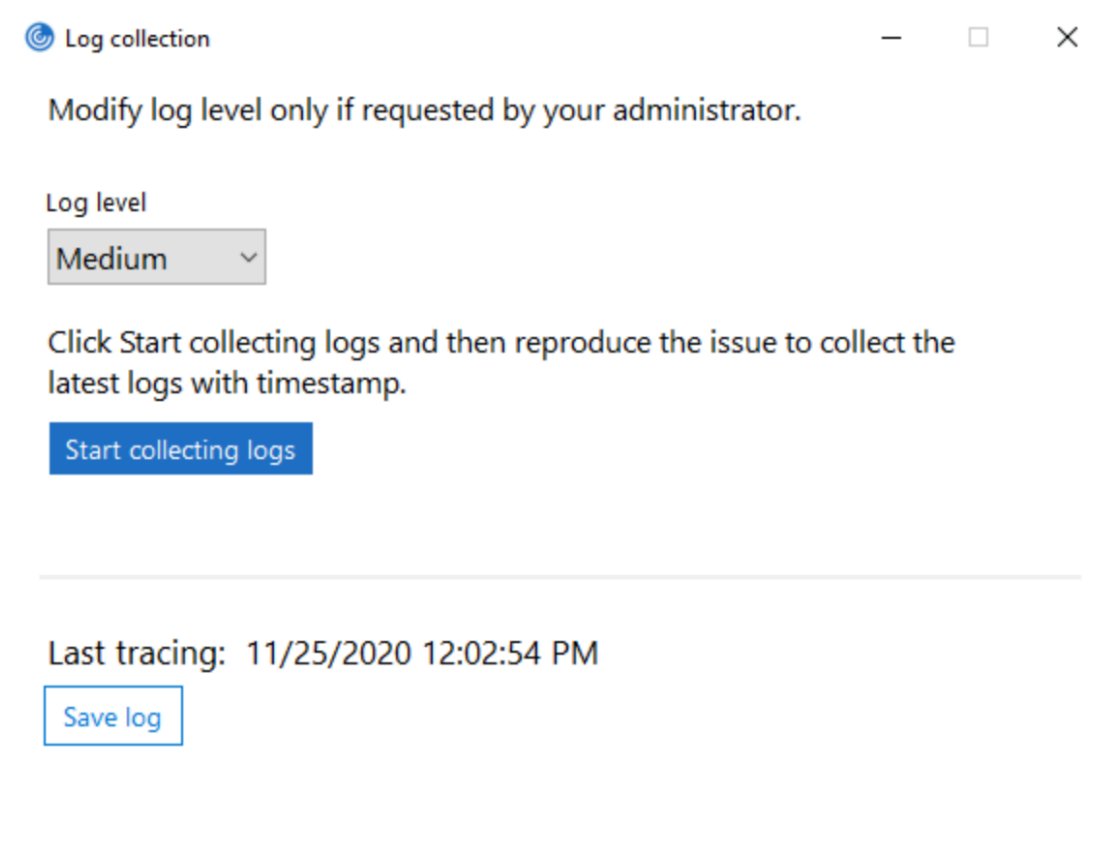 Log collection
Modify log level only if requested by your administrator.
Log level
Medium
Click Start collecting logs and then reproduce the issue to collect the
latest logs with timestamp.
Start collecting logs
Last tracing: 11/25/2020 12:02:54 PM
Save log